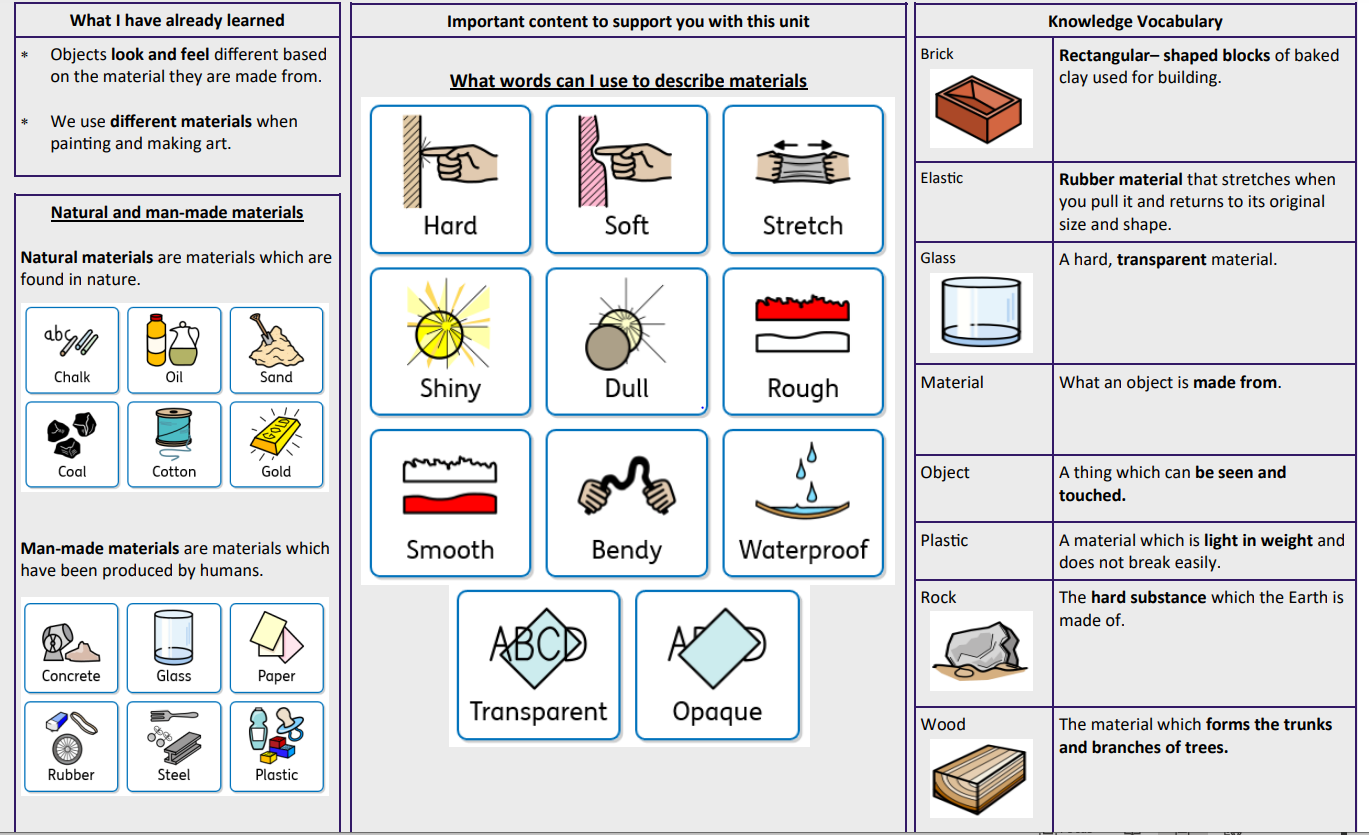 What I have already learned
* Objects look and feel different based
on the material they are made from.
* We use different materials when
painting and making art.
Natural and man-made materials
Natural materials are materials which are
found in nature.
abc
Chalk
Oil
Sand
Coal
Cotton
GOLD
Gold
Man-made materials are materials which
have been produced by humans.
Concrete
Glass
Paper
Rubber
Steel
Plastic
Important content to support you with this unit
What words can I use to describe materials
Hard
Soft
Stretch
Shiny
Dull
Rough
Smooth
Bendy
Waterproof
ABCD
Transparent
A D
Opaque
Knowledge Vocabulary
Brick
Rectangular– shaped blocks of baked
clay used for building.
Elastic
Rubber material that stretches when
you pull it and returns to its original
size and shape.
Glass
A hard, transparent material.
Material
What an object is made from.
Object
A thing which can be seen and
touched.
Plastic
A material which is light in weight and
does not break easily.
Rock
The hard substance which the Earth is
made of.
Wood
The material which forms the trunks
and branches of trees.